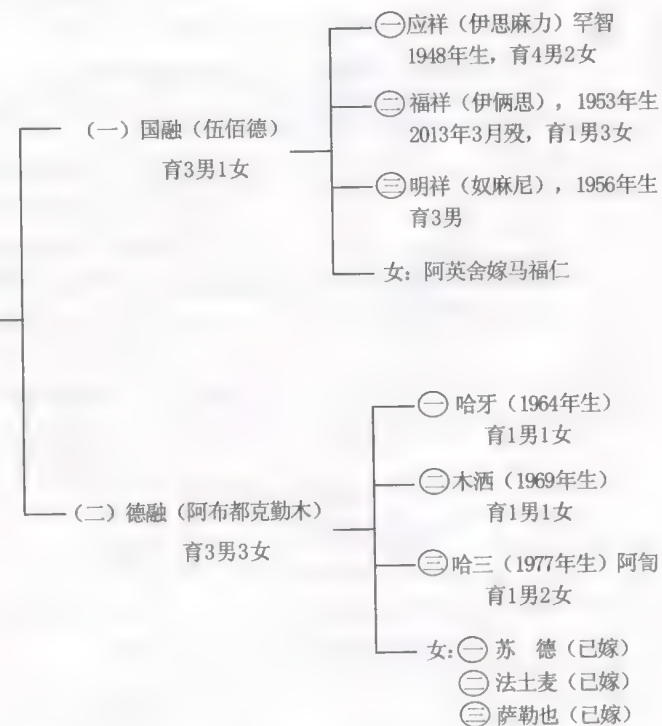 ㊀应祥（伊思麻力）罕智
1948年生，育4男2女
㊁福祥（伊俩思），1953年生
2013年3月殁，育1男3女
㊂明祥（奴麻尼），1956年生
育3男
女：阿英舍嫁马福仁
（一）国融（伍佰德）
育3男1女
㊀哈牙（1964年生）
育1男1女
㊁木洒（1969年生）
育1男1女
㊂哈三（1977年生）阿訇
育1男2女
女：㊀苏　德（已嫁）
㊁法土麦（已嫁）
㊂萨勒也（已嫁）
（二）德融（阿布都克勤木）
育3男3女